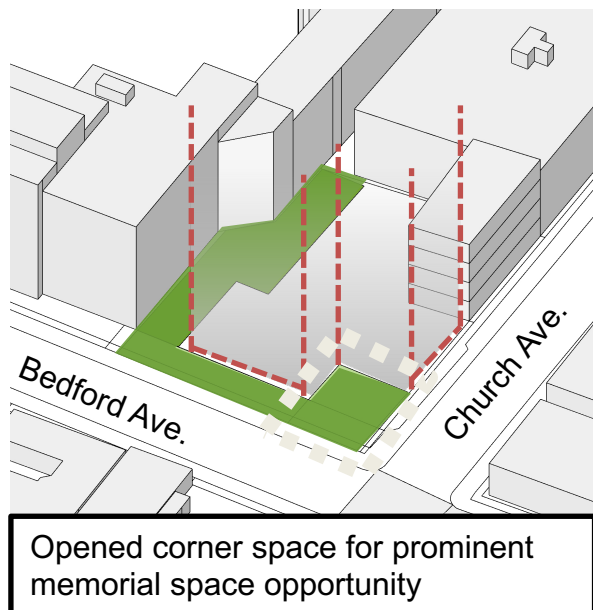 Bedford Ave.
Church Ave.
Opened corner space for prominent
memorial space opportunity